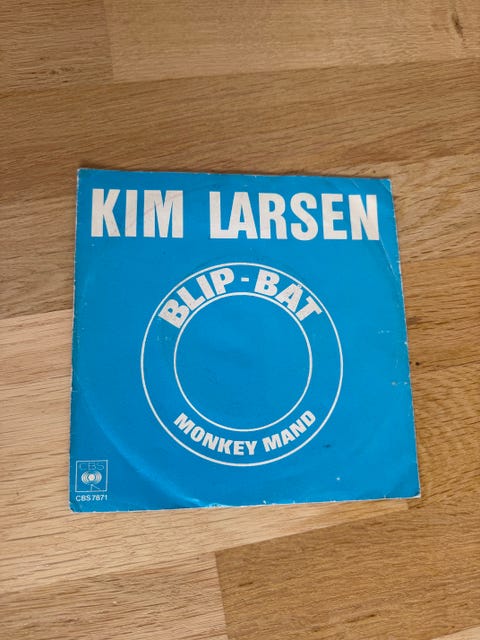 KIM LARSEN
BLIP-BÅT
MONKEY MAND
CBS
CBS 7871